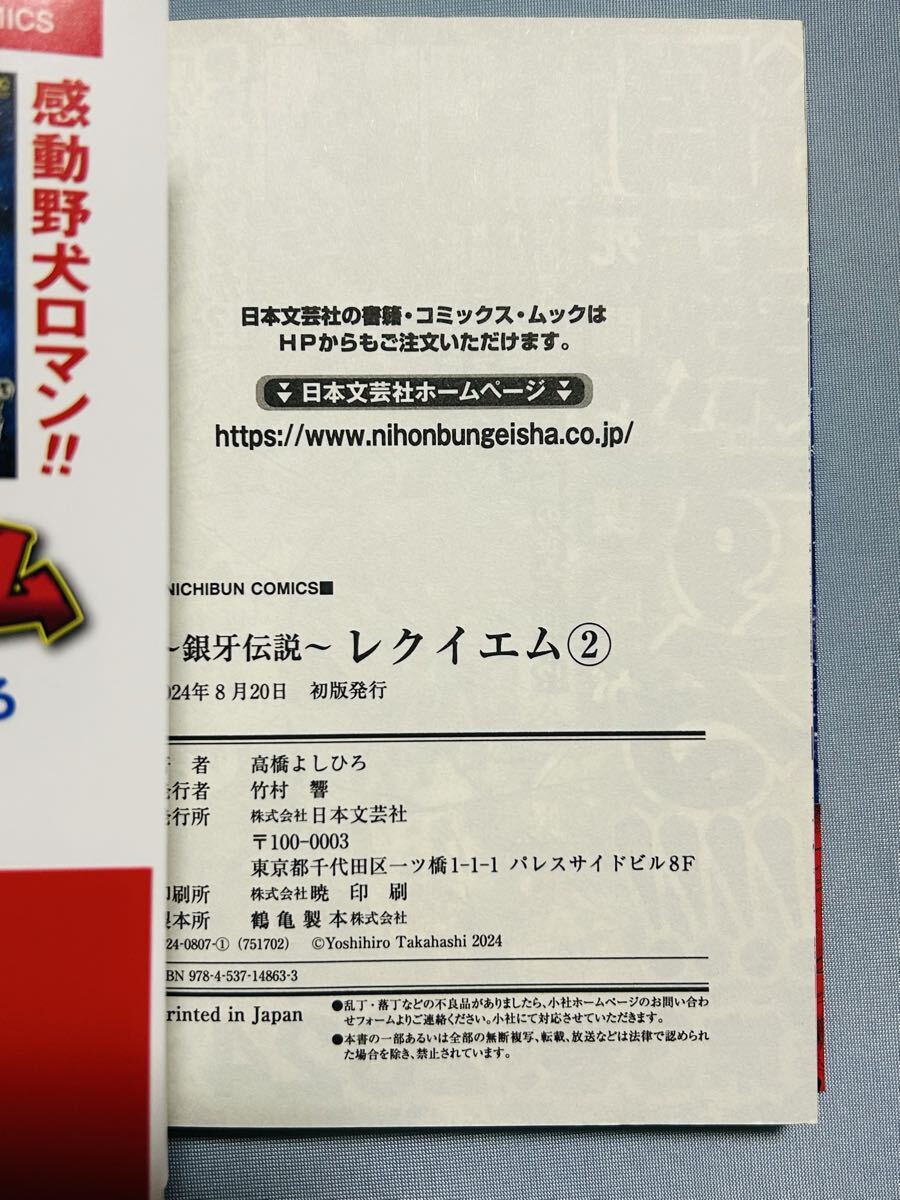 MICS
感動野犬ロマン!!
ム
ろ
日本文芸社の書籍・コミックス・ムックは
HPからもご注文いただけます。
日本文芸社ホームページ
https://www.nihonbungeisha.co.jp/
NICHIBUN COMICS■
~銀牙伝説~ レクイエム②
024年8月20日 初版発行
者 高橋よしひろ
発行者 竹村 響
発行所 株式会社 日本文芸社
〒100-0003
東京都千代田区一ツ橋1-1-1 パレスサイドビル8F
印刷所 株式会社 暁 印 刷
製本所 鶴亀製本株式会社
24-0807-① (751702) ©Yoshihiro Takahashi 2024
BN 978-4-537-14863-3
rinted in Japan
●乱丁・落丁などの不良品がありましたら、小社ホームページのお問い合わ
せフォームよりご連絡ください。小社にて対応させていただきます。
●本書の一部あるいは全部の無断複写、転載、放送などは法律で認められ
た場合を除き、禁止されています。